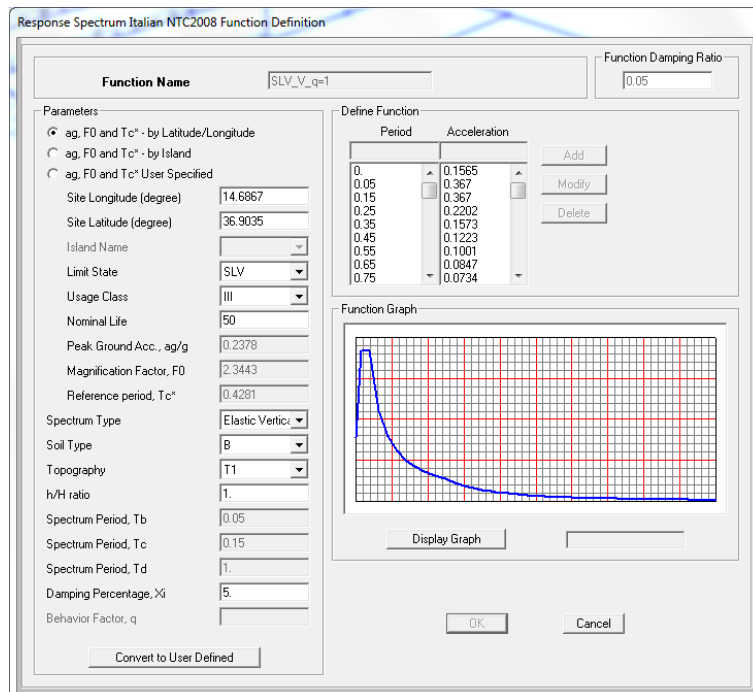 Response Spectrum Italian NTC2008 Function Definition
Function Name
SLV_V_q=1
Function Damping Ratio
0.05
Parameters
ag, F0 and Tc* - by Latitude/Longitude
ag, F0 and Tc* - by Island
ag, F0 and Tc* User Specified
Site Longitude (degree) 14.6867
Site Latitude (degree) 36.9035
Island Name
Limit State SLV
Usage Class III
Nominal Life 50
Peak Ground Acc., ag/g 0.2378
Magnification Factor, F0 2.3443
Reference period, Tc* 0.4281
Spectrum Type Elastic Vertica
Soil Type B
Topography T1
h/H ratio 1.
Spectrum Period, Tb 0.05
Spectrum Period, Tc 0.15
Spectrum Period, Td 1.
Damping Percentage, Xi 5.
Behavior Factor, q
Convert to User Defined
Define Function
Period Acceleration
0. 0.1565
0.05 0.367
0.15 0.367
0.25 0.2202
0.35 0.1573
0.45 0.1223
0.55 0.1001
0.65 0.0847
0.75 0.0734
Add
Modify
Delete
Function Graph
Display Graph
OK
Cancel